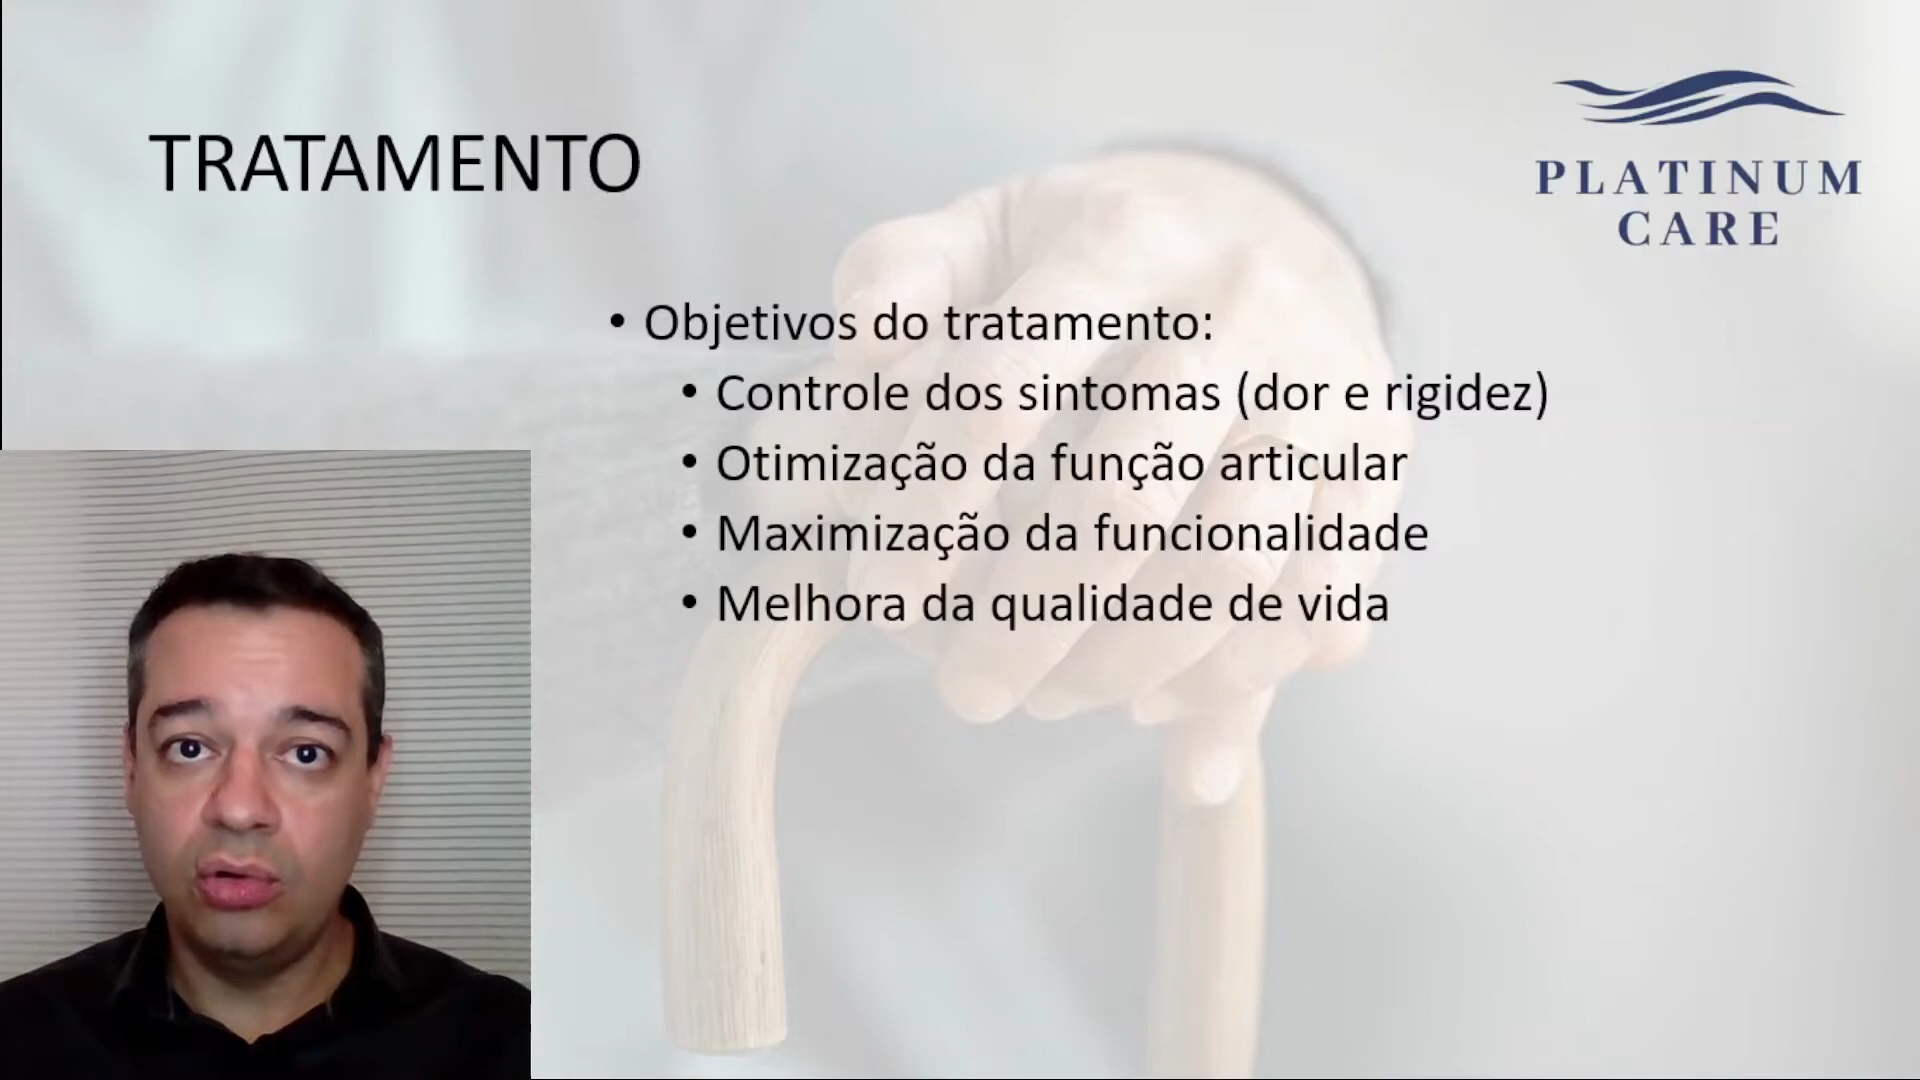 TRATAMENTO
PLATINUM
CARE
• Objetivos do tratamento:
• Controle dos sintomas (dor e rigidez)
• Otimização da função articular
• Maximização da funcionalidade
• Melhora da qualidade de vida